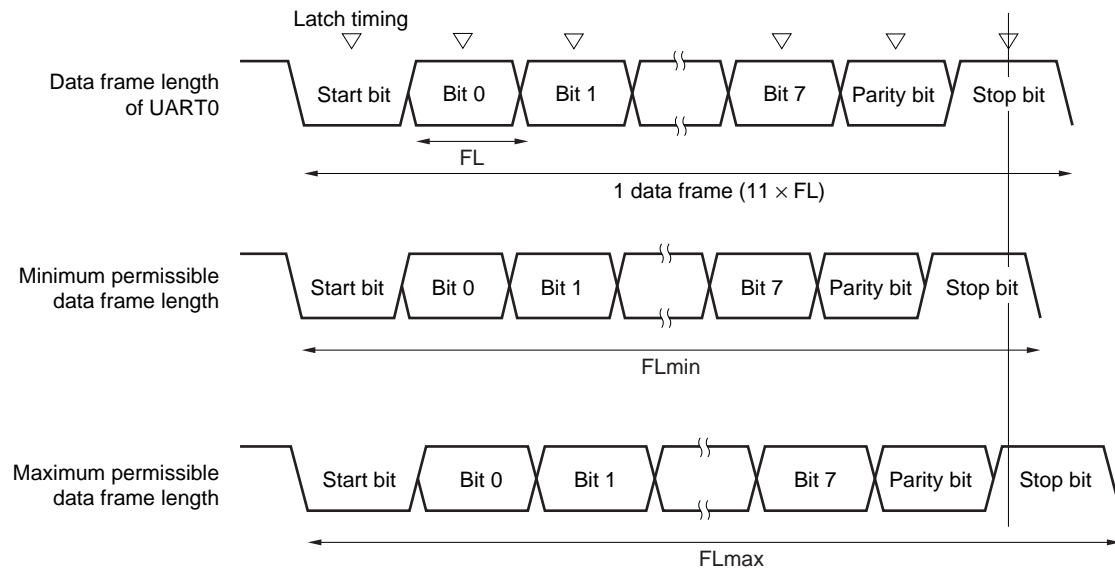 Latch timing
Data frame length
of UART0
Start bit
Bit 0
Bit 1
Bit 7
Parity bit
Stop bit
FL
1 data frame (11 × FL)
Minimum permissible
data frame length
Start bit
Bit 0
Bit 1
Bit 7
Parity bit
Stop bit
FLmin
Maximum permissible
data frame length
Start bit
Bit 0
Bit 1
Bit 7
Parity bit
Stop bit
FLmax